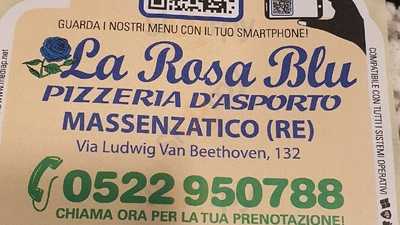 GUARDA I NOSTRI MENU CON IL TUO SMARTPHONE!
La Rosa Blu
PIZZERIA D'ASPORTO
MASSENZATICO (RE)
Via Ludwig Van Beethoven, 132
0522 950788
CHIAMA ORA PER LA TUA PRENOTAZIONE!
COMPATIBILE CON TUTTI I SISTEMI OPERATIVI